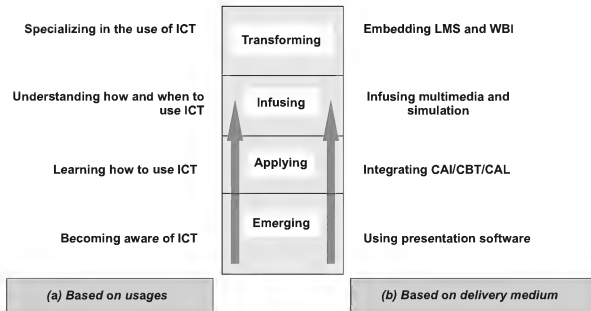 Specializing in the use of ICT
Transforming
Embedding LMS and WBI
Understanding how and when to
use ICT
Infusing
Infusing multimedia and
simulation
Learning how to use ICT
Applying
Integrating CAI/CBT/CAL
Becoming aware of ICT
Emerging
Using presentation software
(a) Based on usages
(b) Based on delivery medium